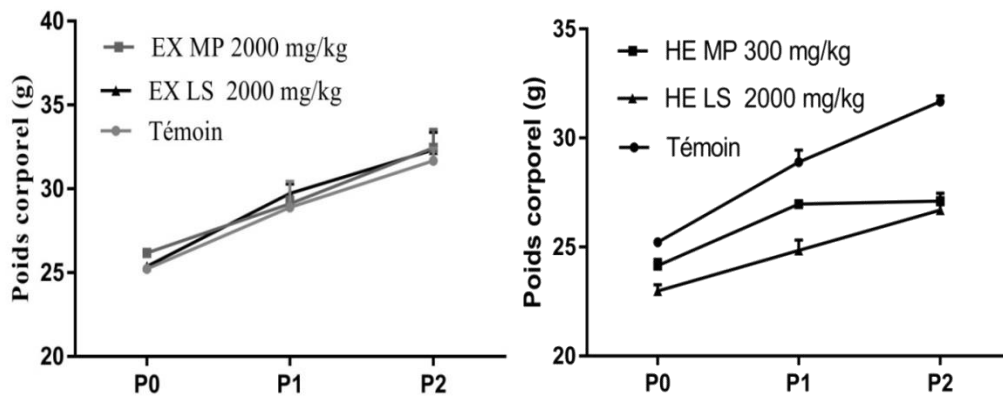 Poids corporel (g)
40
35
30
25
20
EX MP 2000 mg/kg
EX LS 2000 mg/kg
Témoin
P0 P1 P2
Poids corporel (g)
35
30
25
20
HE MP 300 mg/kg
HE LS 2000 mg/kg
Témoin
P0 P1 P2